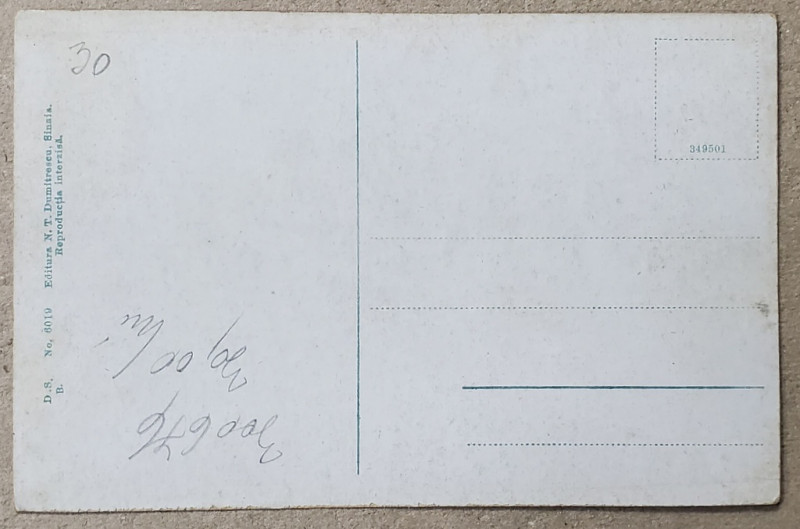 30
349501
D.S. No, 6019 Editura N. T. Dumitrescu, Sinaia.
B. Reproducția interzisă.